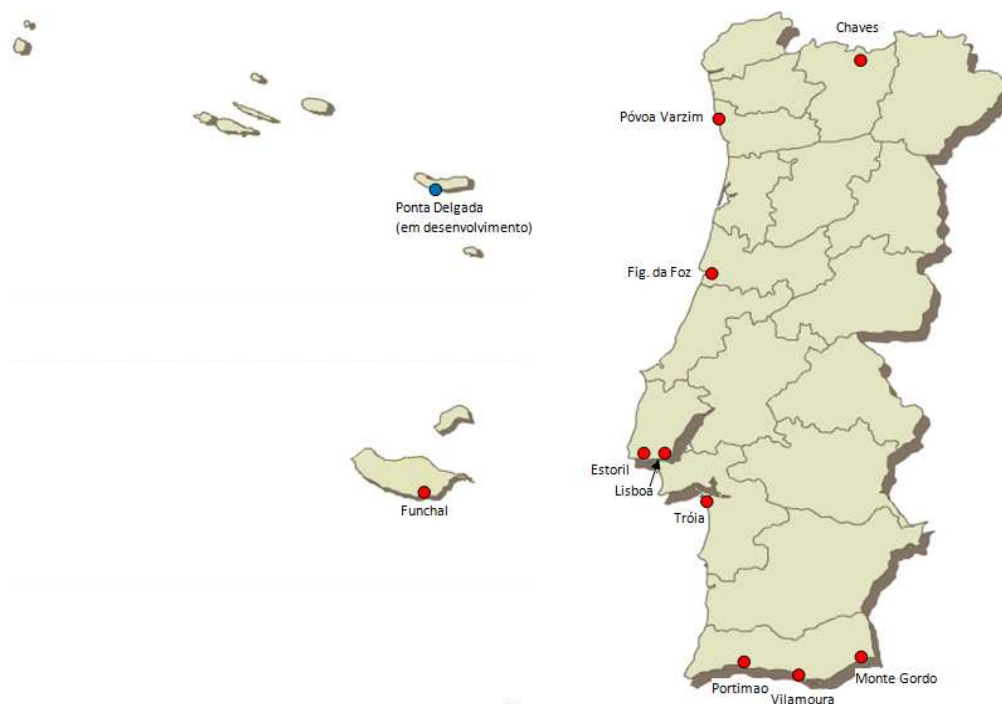 Chaves
Póvoa Varzim
Ponta Delgada
(em desenvolvimento)
Fig. da Foz
Estoril
Lisboa
Funchal
Tróia
Portimao
Monte Gordo
Vilamoura